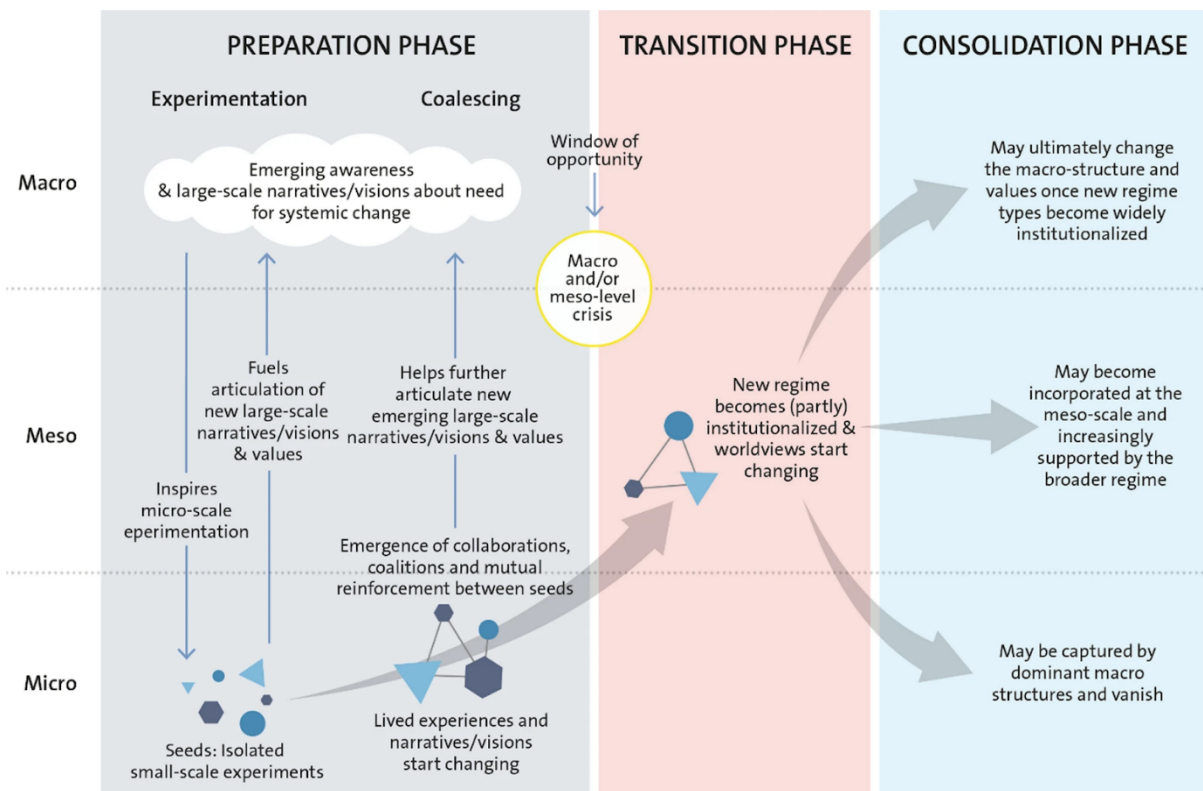 PREPARATION PHASE
TRANSITION PHASE
CONSOLIDATION PHASE
Experimentation
Coalescing
Macro
Emerging awareness
& large-scale narratives/visions about need
for systemic change
Window of
opportunity
Macro
and/or
meso-level
crisis
May ultimately change
the macro-structure and
values once new regime
types become widely
institutionalized
Meso
Inspires
micro-scale
eperimentation
Fuels
articulation of
new large-scale
narratives/visions
& values
Helps further
articulate new
emerging large-scale
narratives/visions & values
New regime
becomes (partly)
institutionalized &
worldviews start
changing
May become
incorporated at the
meso-scale and
increasingly
supported by the
broader regime
Emergence of collaborations,
coalitions and mutual
reinforcement between seeds
Micro
Seeds: Isolated
small-scale experiments
Lived experiences and
narratives/visions
start changing
May be captured by
dominant macro
structures and vanish